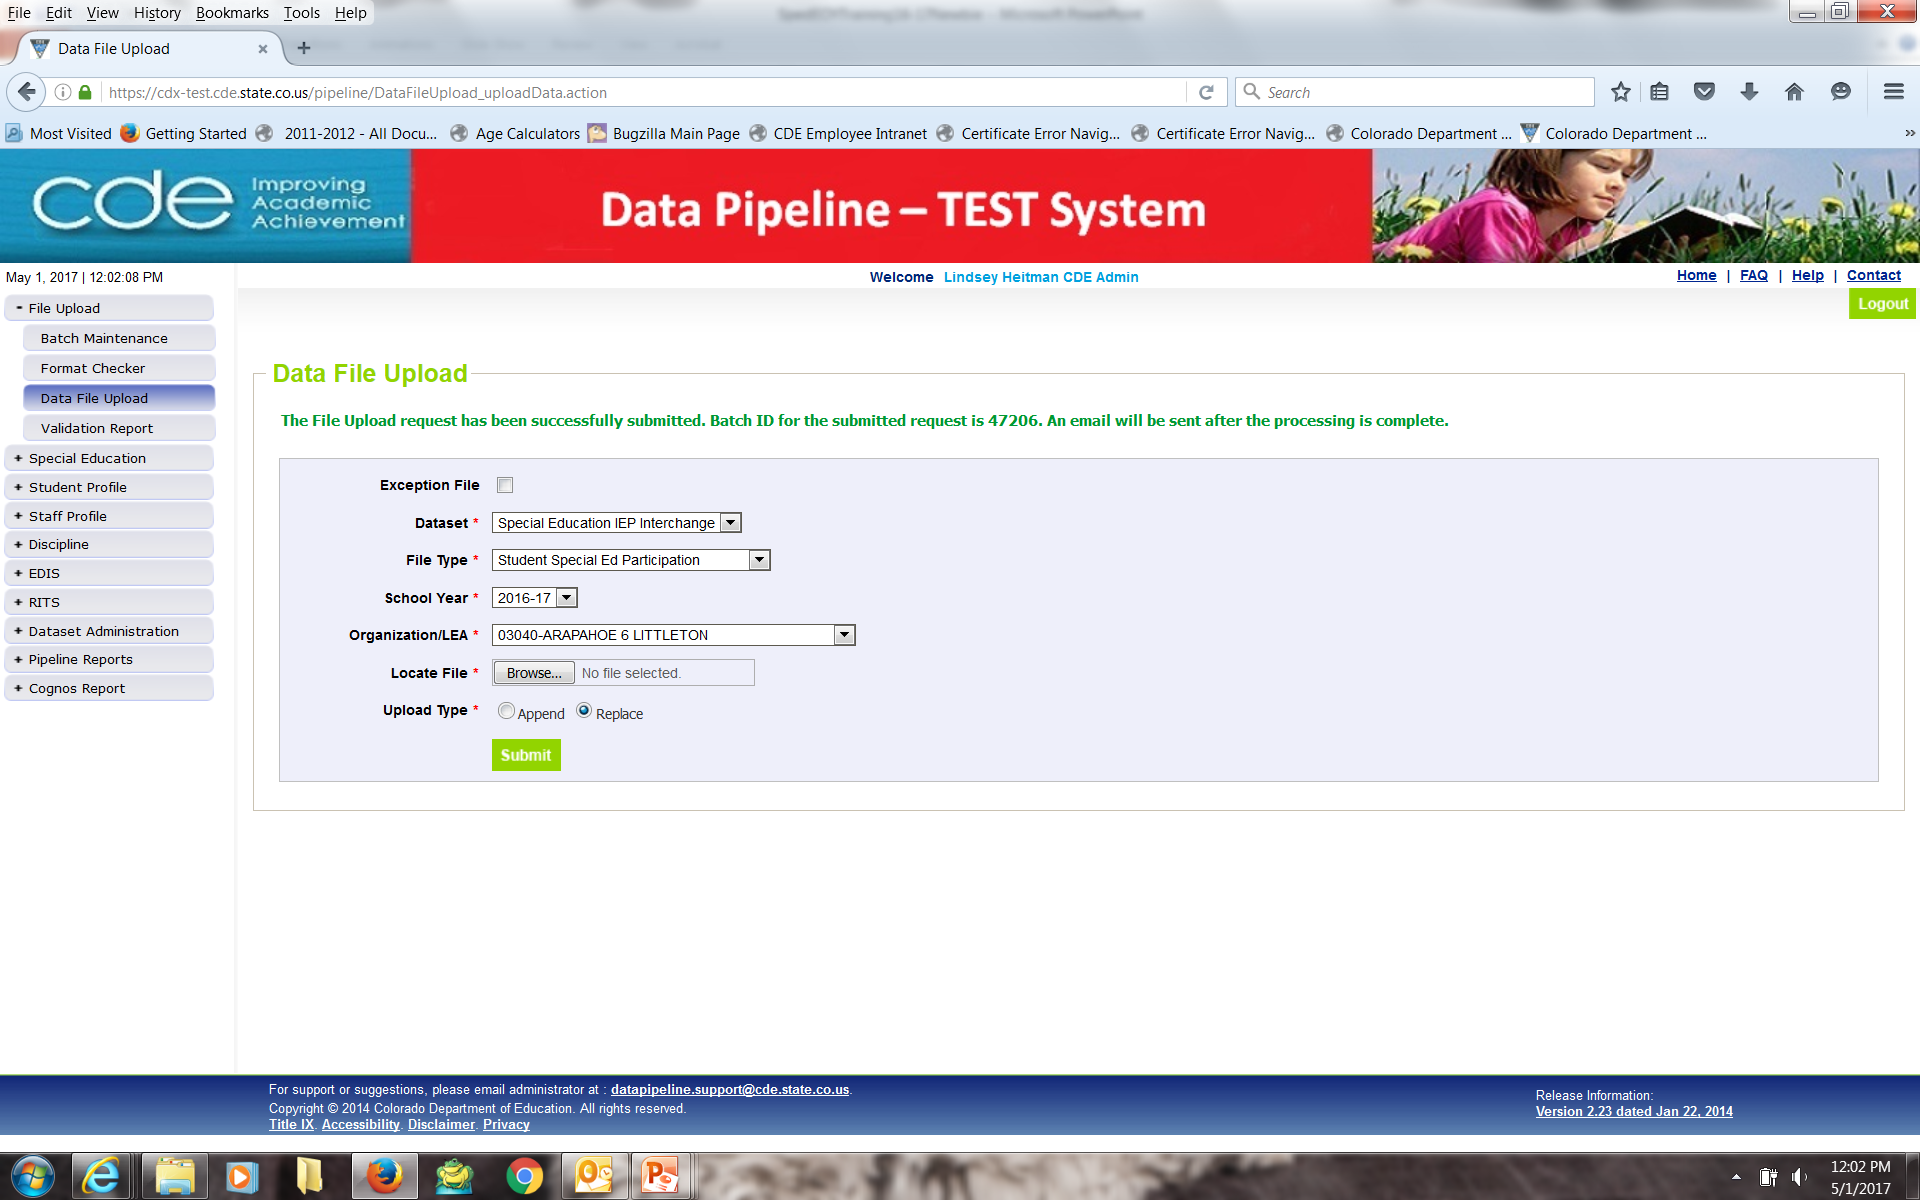 File Edit View History Bookmarks Tools Help
Data File Upload
https://cdx-test.cde.state.co.us/pipeline/DataFileUpload_uploadData.action
Search
Most Visited Getting Started 2011-2012 - All Docu... Age Calculators Bugzilla Main Page CDE Employee Intranet Certificate Error Navig... Certificate Error Navig... Colorado Department ... Colorado Department ...
cde Improving Academic Achievement
Data Pipeline – TEST System
May 1, 2017 | 12:02:08 PM
Welcome Lindsey Heitman CDE Admin
Home | FAQ | Help | Contact
Logout
- File Upload
Batch Maintenance
Format Checker
Data File Upload
Validation Report
+ Special Education
+ Student Profile
+ Staff Profile
+ Discipline
+ EDIS
+ RITS
+ Dataset Administration
+ Pipeline Reports
+ Cognos Report
Data File Upload
The File Upload request has been successfully submitted. Batch ID for the submitted request is 47206. An email will be sent after the processing is complete.
Exception File
Dataset * Special Education IEP Interchange
File Type * Student Special Ed Participation
School Year * 2016-17
Organization/LEA * 03040-ARAPAHOE 6 LITTLETON
Locate File * Browse... No file selected.
Upload Type * Append Replace
Submit
For support or suggestions, please email administrator at : datapipeline.support@cde.state.co.us.
Copyright © 2014 Colorado Department of Education. All rights reserved.
Title IX. Accessibility. Disclaimer. Privacy
Release Information:
Version 2.23 dated Jan 22, 2014
12:02 PM
5/1/2017